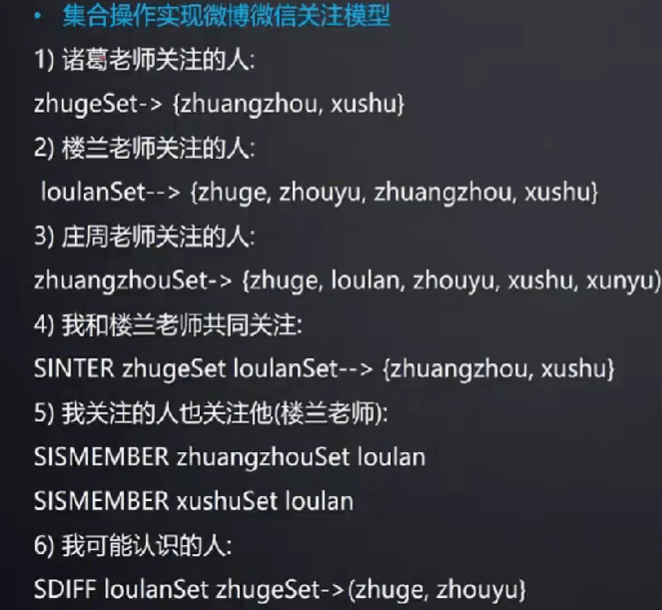 • 集合操作实现微博微信关注模型
1) 诸葛老师关注的人:
zhugeSet-> {zhuangzhou, xushu}
2) 楼兰老师关注的人:
loulanSet--> {zhuge, zhouyu, zhuangzhou, xushu}
3) 庄周老师关注的人:
zhuangzhouSet-> {zhuge, loulan, zhouyu, xushu, xunyu)
4) 我和楼兰老师共同关注:
SINTER zhugeSet loulanSet--> {zhuangzhou, xushu}
5) 我关注的人也关注他(楼兰老师):
SISMEMBER zhuangzhouSet loulan
SISMEMBER xushuSet loulan
6) 我可能认识的人:
SDIFF loulanSet zhugeSet->(zhuge, zhouyu}